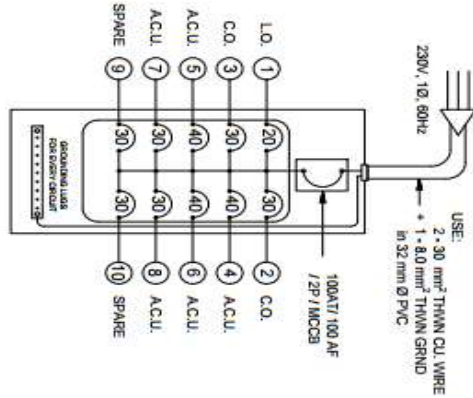 230V, 1Ø, 60Hz
USE:
2 - 30 mm² THWN CU. WIRE
+ 1 - 8.0 mm² THWN GRND
in 32 mm Ø PVC
100AT/ 100 AF
/ 2P / MCCB
L.O. 1 20 30 2 C.O.
C.O. 3 30 40 4 A.C.U.
A.C.U. 5 40 40 6 A.C.U.
A.C.U. 7 30 30 8 A.C.U.
SPARE 9 30 30 10 SPARE
GROUNDING LUGS
FOR EVERY CIRCUIT